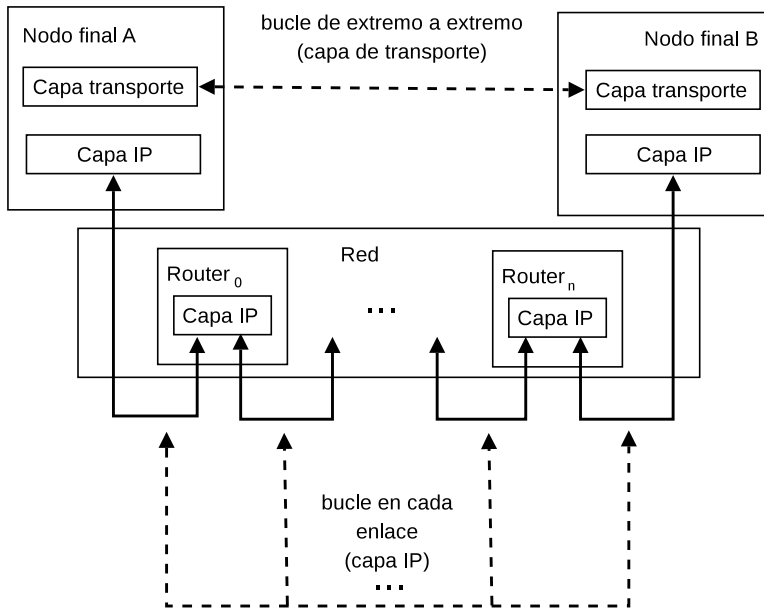 Nodo final A
bucle de extremo a extremo
(capa de transporte)
Nodo final B
Capa transporte
Capa transporte
Capa IP
Capa IP
Red
Router 0
Router n
Capa IP
...
Capa IP
bucle en cada
enlace
(capa IP)
...